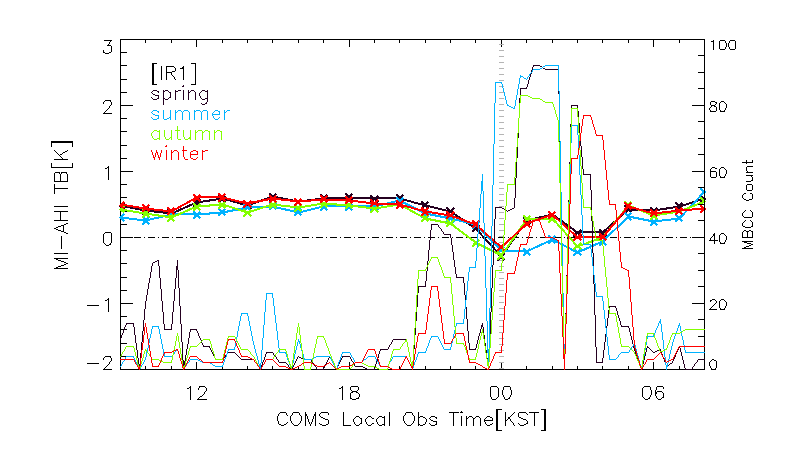 3
2
1
0
-1
-2
MI-AHI TB[K]
[IR1]
spring
summer
autumn
winter
100
80
60
40
20
0
MBCC Count
12
18
00
06
COMS Local Obs Time[KST]